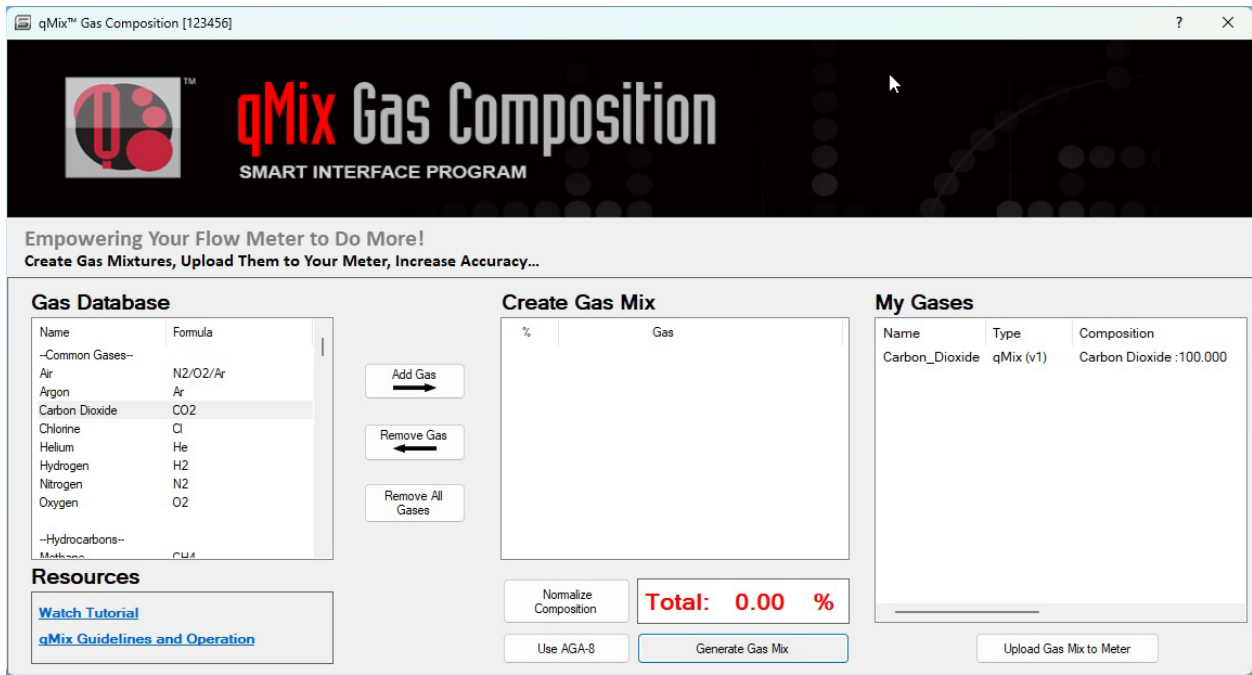 qMix™ Gas Composition [123456]
? ×
TM
qMix Gas Composition
SMART INTERFACE PROGRAM
Empowering Your Flow Meter to Do More!
Create Gas Mixtures, Upload Them to Your Meter, Increase Accuracy...
Gas Database
Name Formula
--Common Gases--
Air N2/O2/Ar
Argon Ar
Carbon Dioxide CO2
Chlorine Cl
Helium He
Hydrogen H2
Nitrogen N2
Oxygen O2
--Hydrocarbons--
Methane CH4
Resources
Watch Tutorial
qMix Guidelines and Operation
Add Gas
Remove Gas
Remove All
Gases
Create Gas Mix
% Gas
Normalize
Composition
Total: 0.00 %
Use AGA-8
Generate Gas Mix
My Gases
Name Type Composition
Carbon_Dioxide qMix (v1) Carbon Dioxide :100.000
Upload Gas Mix to Meter